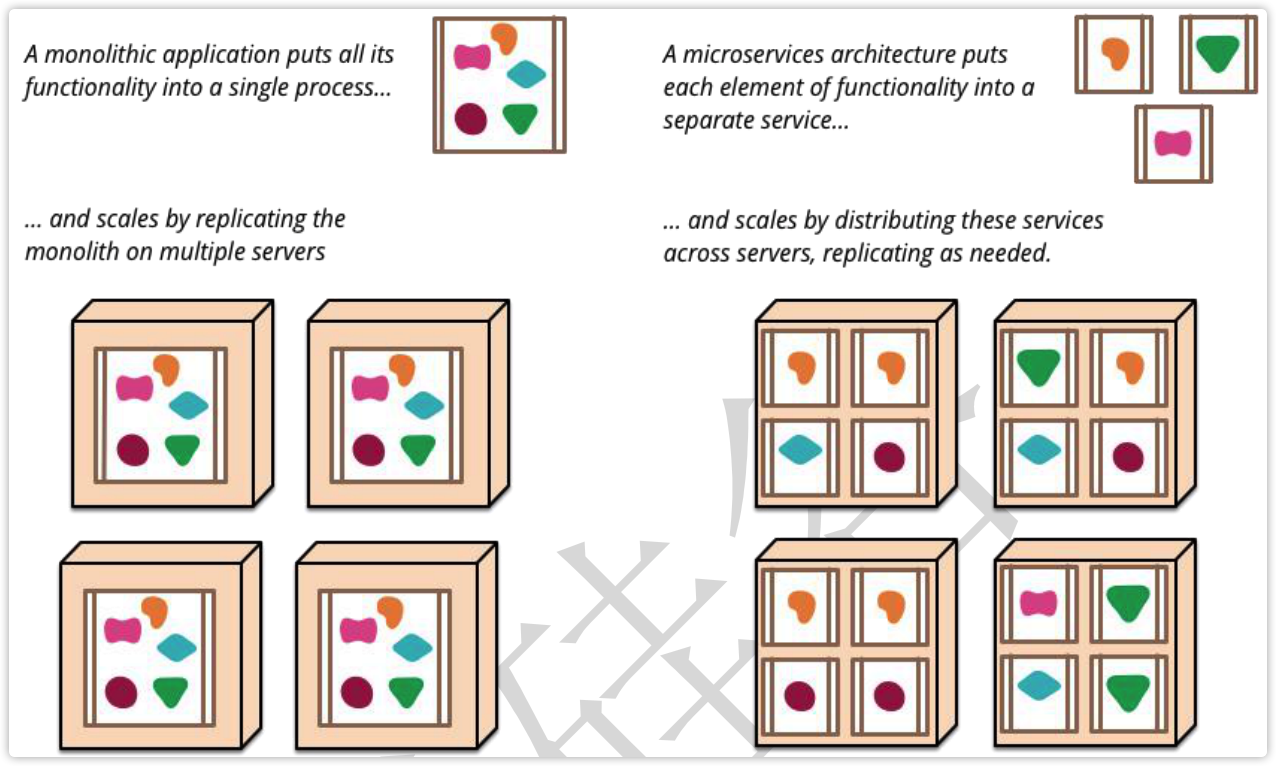 A monolithic application puts all its
functionality into a single process...
... and scales by replicating the
monolith on multiple servers
A microservices architecture puts
each element of functionality into a
separate service...
... and scales by distributing these services
across servers, replicating as needed.